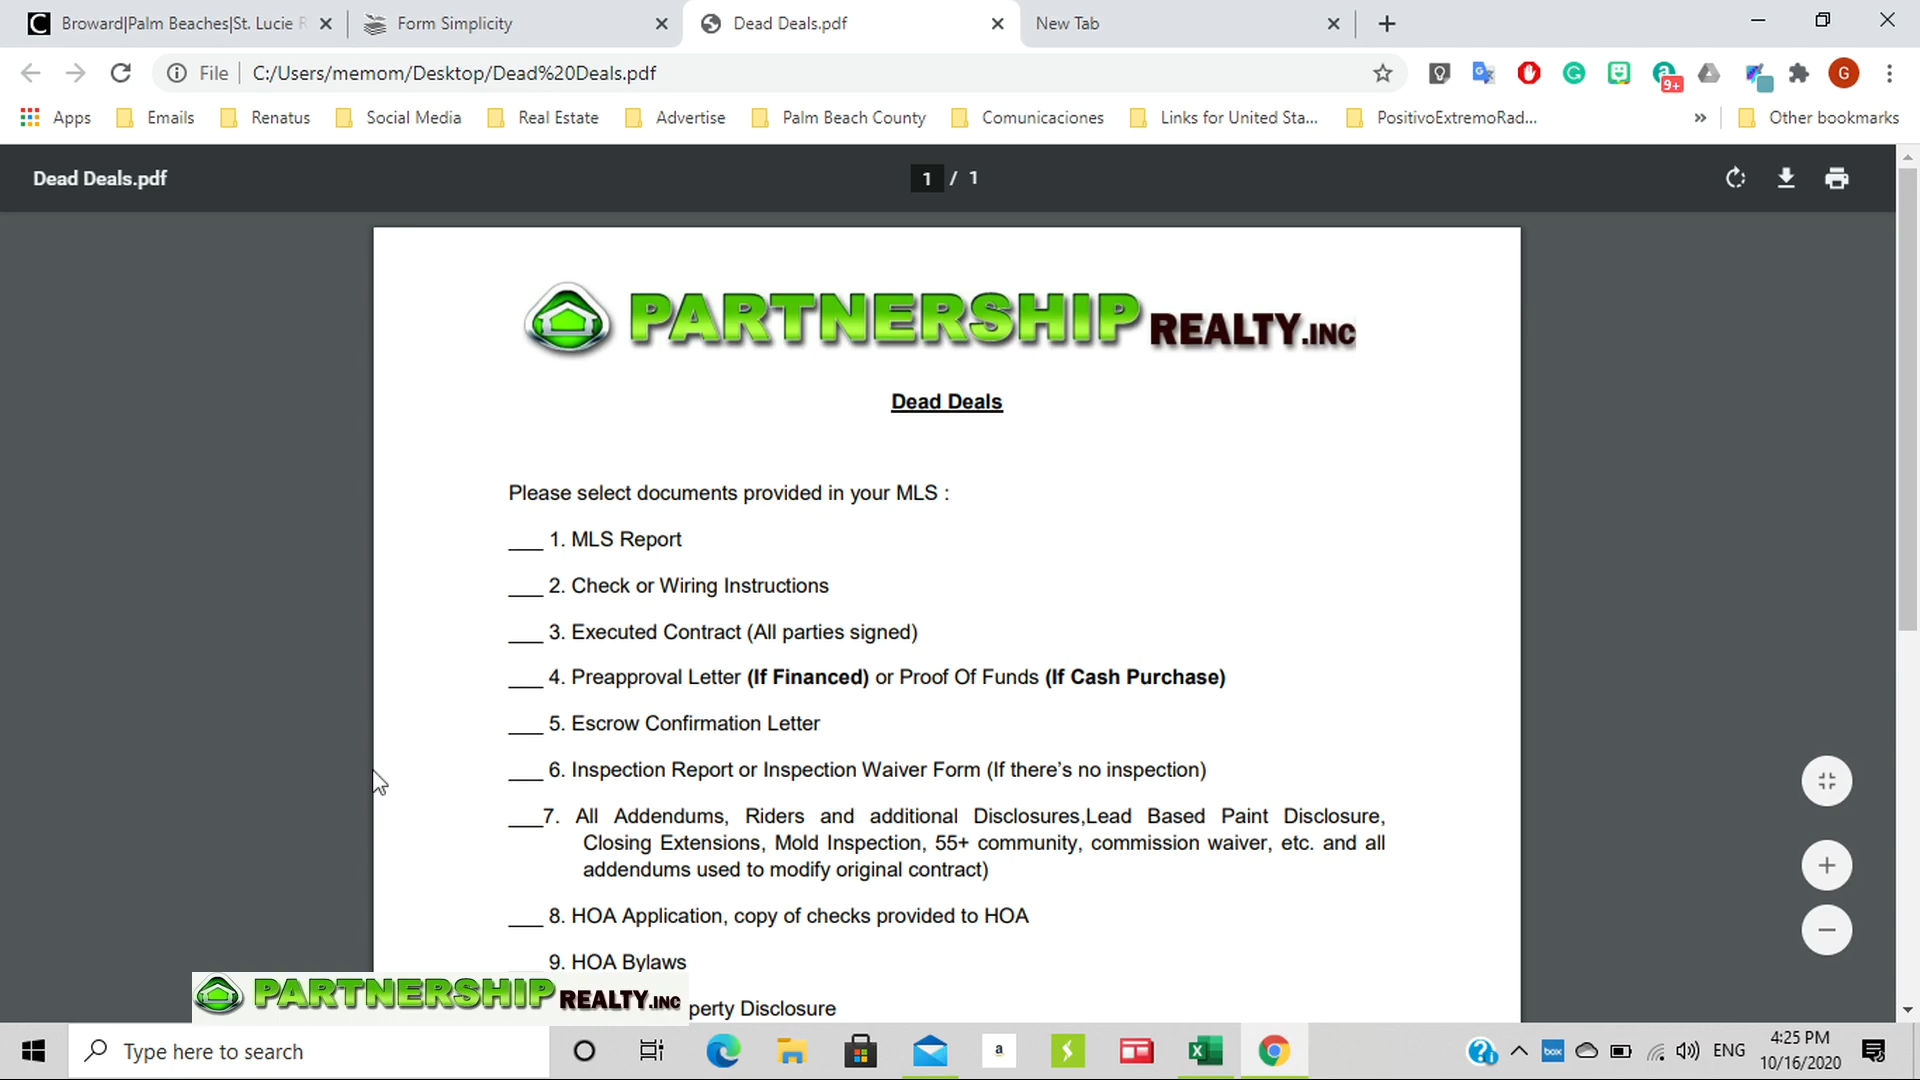 Broward|Palm Beaches|St. Lucie R
Form Simplicity
Dead Deals.pdf
New Tab
File
C:/Users/memom/Desktop/Dead%20Deals.pdf
9+
G
Apps
Emails
Renatus
Social Media
Real Estate
Advertise
Palm Beach County
Comunicaciones
Links for United Sta...
PositivoExtremoRad...
»
Other bookmarks
Dead Deals.pdf
1 / 1
PARTNERSHIP REALTY.INC
Dead Deals
Please select documents provided in your MLS :
___ 1. MLS Report
___ 2. Check or Wiring Instructions
___ 3. Executed Contract (All parties signed)
___ 4. Preapproval Letter (If Financed) or Proof Of Funds (If Cash Purchase)
___ 5. Escrow Confirmation Letter
___ 6. Inspection Report or Inspection Waiver Form (If there's no inspection)
___7. All Addendums, Riders and additional Disclosures,Lead Based Paint Disclosure,
Closing Extensions, Mold Inspection, 55+ community, commission waiver, etc. and all
addendums used to modify original contract)
___ 8. HOA Application, copy of checks provided to HOA
9. HOA Bylaws
PARTNERSHIP REALTY.INC
perty Disclosure
Type here to search
a
box
ENG
4:25 PM
10/16/2020